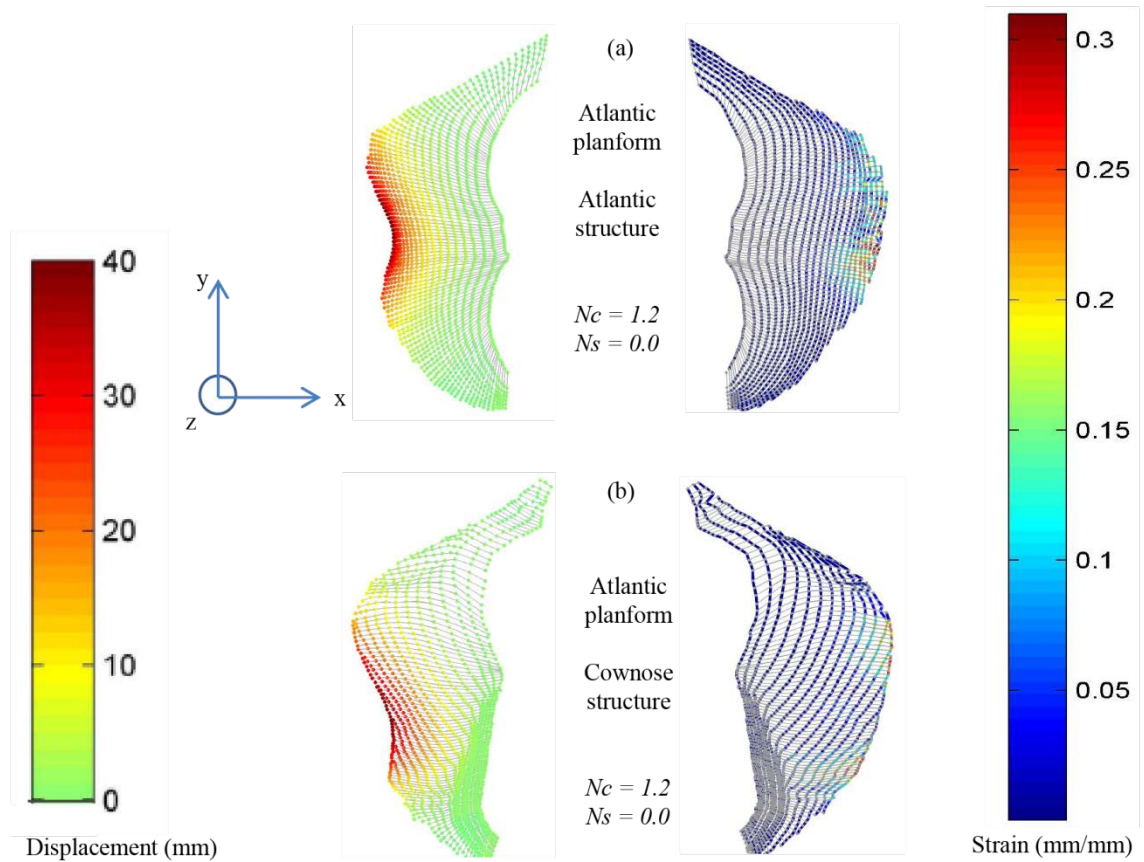 (a)
Atlantic
planform
Atlantic
structure
Nc = 1.2
Ns = 0.0
40
30
20
10
0
Displacement (mm)
y
x
z
0.3
0.25
0.2
0.15
0.1
0.05
Strain (mm/mm)
(b)
Atlantic
planform
Cownose
structure
Nc = 1.2
Ns = 0.0